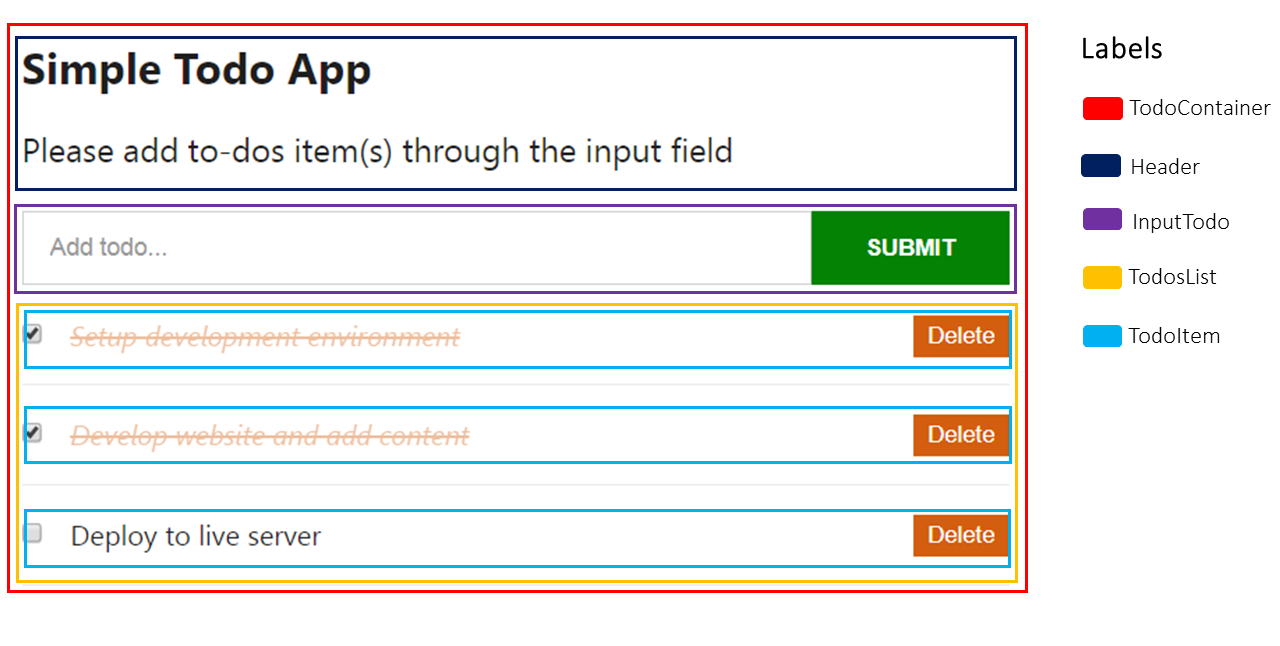 Simple Todo App
Please add to-dos item(s) through the input field
Add todo...
SUBMIT
Setup development environment
Delete
Develop website and add content
Delete
Deploy to live server
Delete
Labels
TodoContainer
Header
InputTodo
TodosList
TodoItem